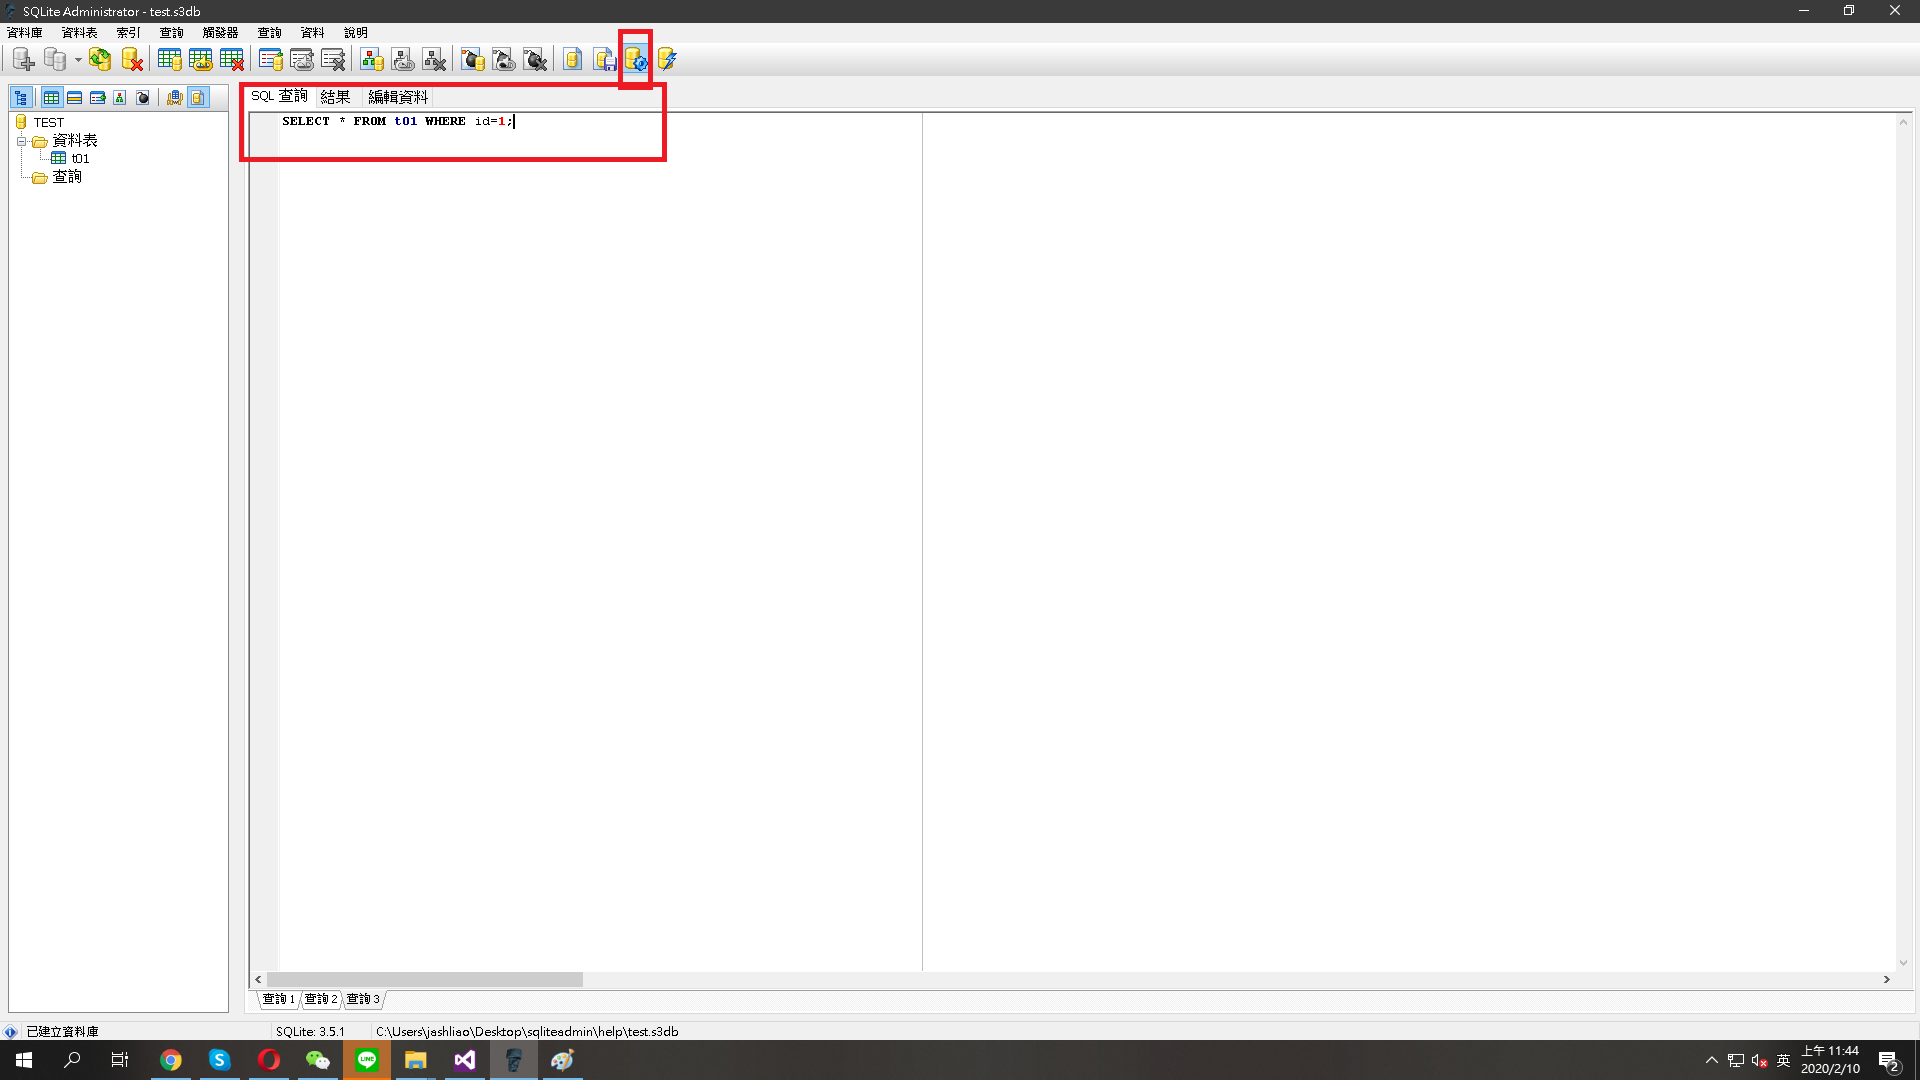 SQLite Administrator - test.s3db
資料庫 資料表 索引 查詢 觸發器 查詢 資料 說明
SQL 查詢 結果 編輯資料
SELECT * FROM t01 WHERE id=1;
TEST
資料表
t01
查詢
查詢 1 查詢 2 查詢 3
已建立資料庫 SQLite: 3.5.1 C:\Users\jashliao\Desktop\sqliteadmin\help\test.s3db
LINE
英
上午 11:44
2020/2/10
2